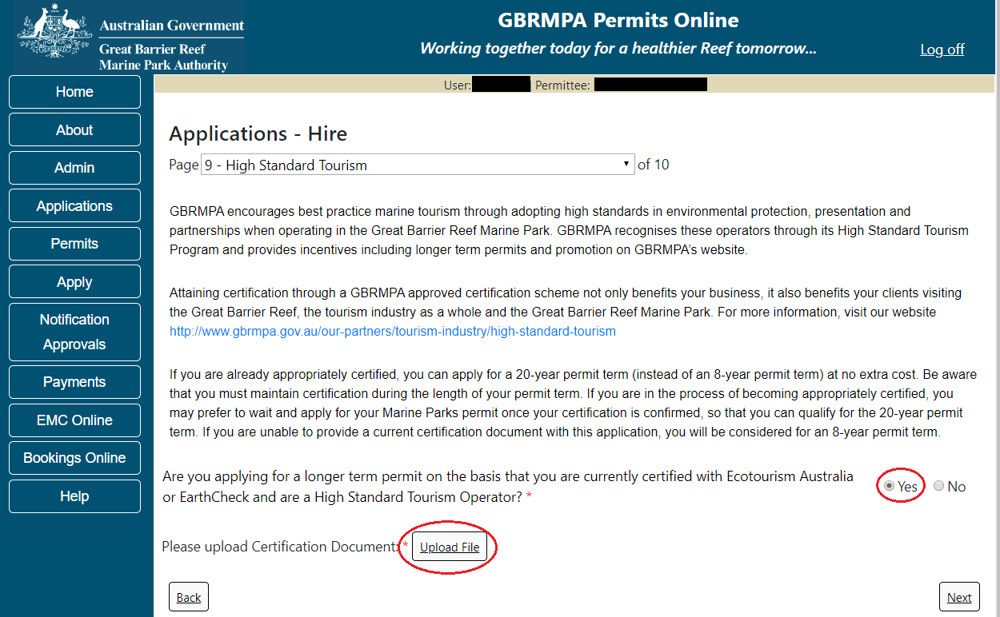 Australian Government
Great Barrier Reef
Marine Park Authority
GBRMPA Permits Online
Working together today for a healthier Reef tomorrow...
Log off
Home
About
Admin
Applications
Permits
Apply
Notification
Approvals
Payments
EMC Online
Bookings Online
Help
User: Permittee:
Applications - Hire
Page 9 - High Standard Tourism of 10
GBRMPA encourages best practice marine tourism through adopting high standards in environmental protection, presentation and
partnerships when operating in the Great Barrier Reef Marine Park. GBRMPA recognises these operators through its High Standard Tourism
Program and provides incentives including longer term permits and promotion on GBRMPA's website.
Attaining certification through a GBRMPA approved certification scheme not only benefits your business, it also benefits your clients visiting
the Great Barrier Reef, the tourism industry as a whole and the Great Barrier Reef Marine Park. For more information, visit our website
http://www.gbrmpa.gov.au/our-partners/tourism-industry/high-standard-tourism
If you are already appropriately certified, you can apply for a 20-year permit term (instead of an 8-year permit term) at no extra cost. Be aware
that you must maintain certification during the length of your permit term. If you are in the process of becoming appropriately certified, you
may prefer to wait and apply for your Marine Parks permit once your certification is confirmed, so that you can qualify for the 20-year permit
term. If you are unable to provide a current certification document with this application, you will be considered for an 8-year permit term.
Are you applying for a longer term permit on the basis that you are currently certified with Ecotourism Australia
or EarthCheck and are a High Standard Tourism Operator? *
Yes No
Please upload Certification Document: * Upload File
Back
Next